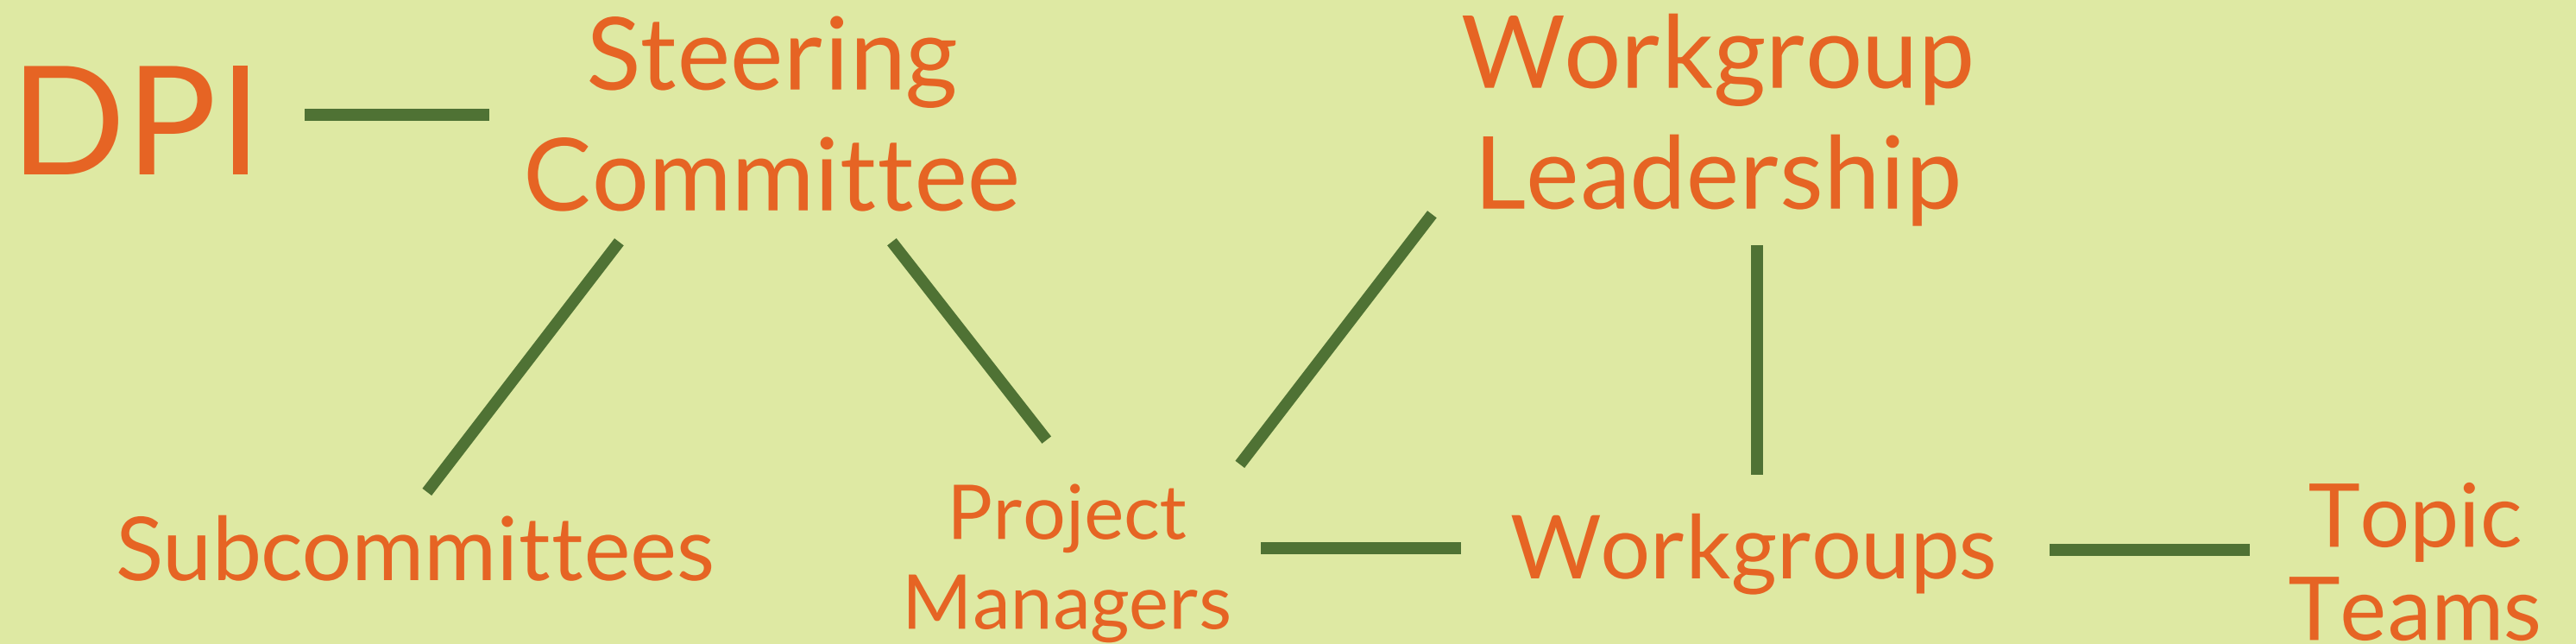 DPI
Steering
Committee
Workgroup
Leadership
Subcommittees
Project
Managers
Workgroups
Topic
Teams